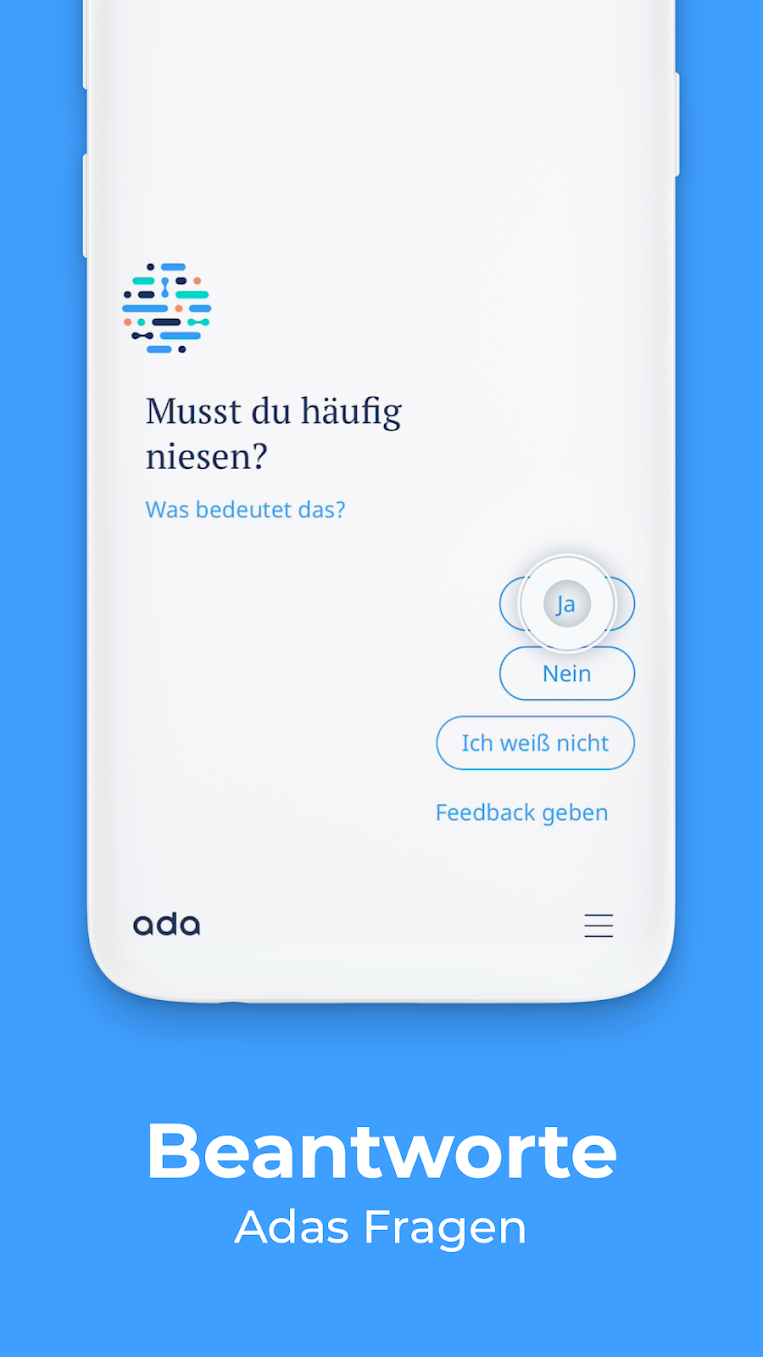 Musst du häufig
niesen?
Was bedeutet das?
Ja
Nein
Ich weiß nicht
Feedback geben
ada
Beantworte
Adas Fragen